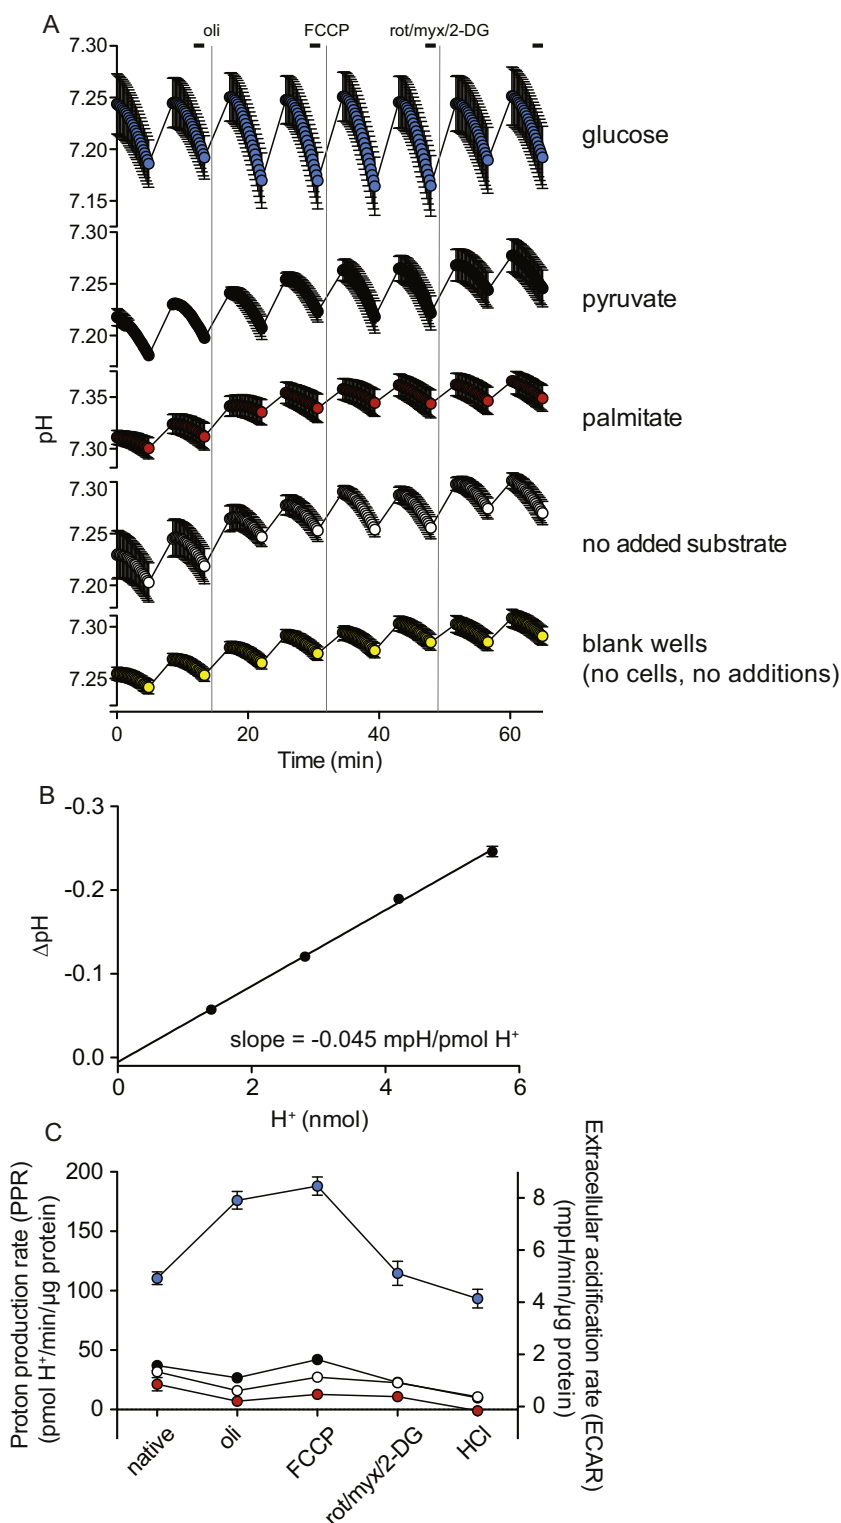 A
oli
FCCP
rot/myx/2-DG
7.30
7.25
7.20
7.15
glucose
7.30
7.25
7.20
pyruvate
7.35
7.30
palmitate
pH
7.30
7.25
7.20
no added substrate
7.30
7.25
blank wells
(no cells, no additions)
0
20
40
60
Time (min)
B
-0.3
-0.2
-0.1
0.0
ΔpH
slope = -0.045 mpH/pmol H⁺
0
2
4
6
H⁺ (nmol)
C
Proton production rate (PPR)
(pmol H⁺/min/µg protein)
200
150
100
50
0
8
6
4
2
0
Extracellular acidification rate (ECAR)
(mpH/min/µg protein)
native
oli
FCCP
rot/myx/2-DG
HCl